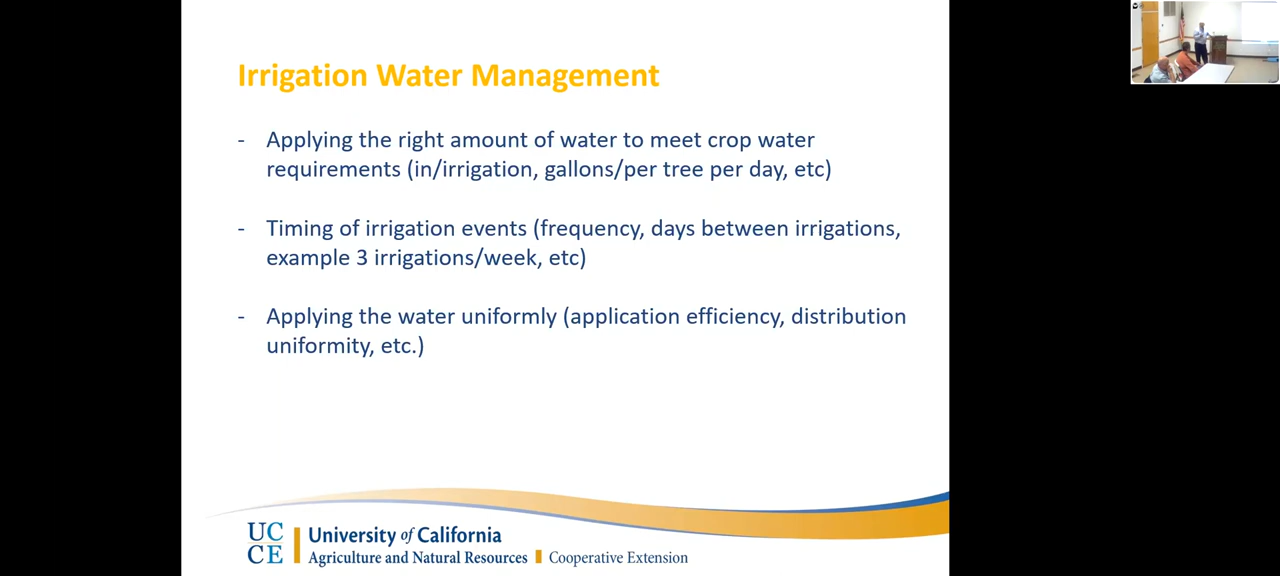 Irrigation Water Management
- Applying the right amount of water to meet crop water
requirements (in/irrigation, gallons/per tree per day, etc)
- Timing of irrigation events (frequency, days between irrigations,
example 3 irrigations/week, etc)
- Applying the water uniformly (application efficiency, distribution
uniformity, etc.)
UC
CE
University of California
Agriculture and Natural Resources Cooperative Extension